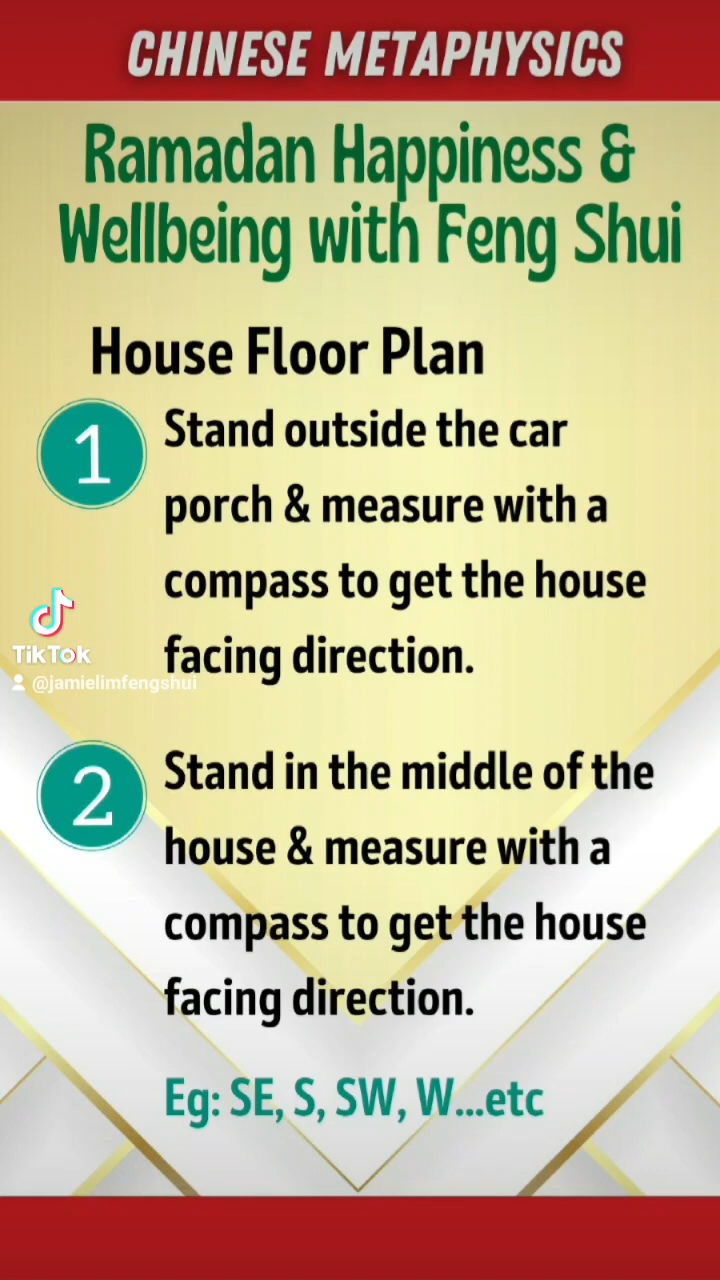 CHINESE METAPHYSICS
Ramadan Happiness &
Wellbeing with Feng Shui
House Floor Plan
1
Stand outside the car
porch & measure with a
compass to get the house
facing direction.
TikTok
@jamielimfengshui
2
Stand in the middle of the
house & measure with a
compass to get the house
facing direction.
Eg: SE, S, SW, W...etc